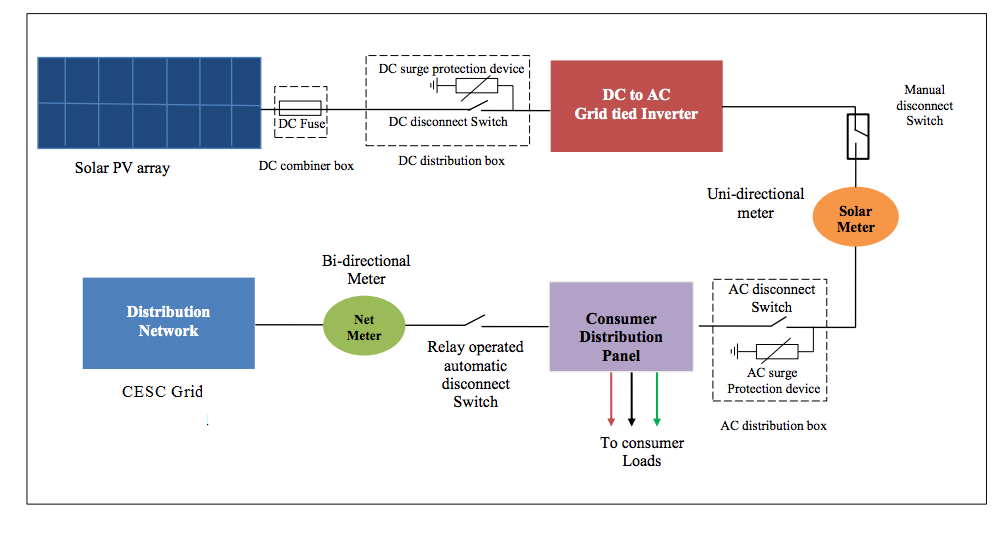 DC surge protection device
DC to AC
Grid tied Inverter
Manual
disconnect
Switch
DC Fuse
DC disconnect Switch
Solar PV array
DC combiner box
DC distribution box
Uni-directional
meter
Solar
Meter
Bi-directional
Meter
Distribution
Network
Net
Meter
Consumer
Distribution
Panel
AC disconnect
Switch
Relay operated
automatic
disconnect
Switch
AC surge
Protection device
CESC Grid
AC distribution box
To consumer
Loads